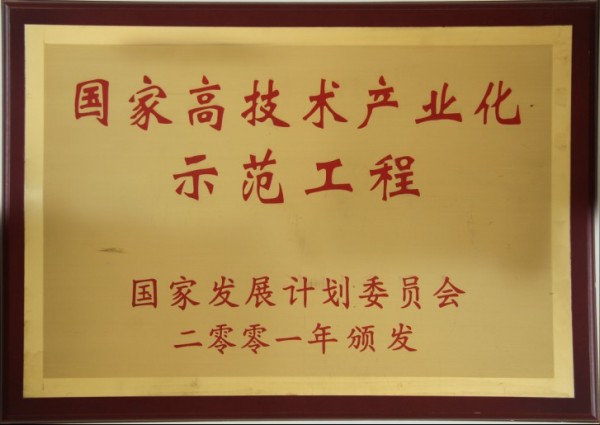 国家高技术产业化
示范工程
国家发展计划委员会
二零零一年颁发